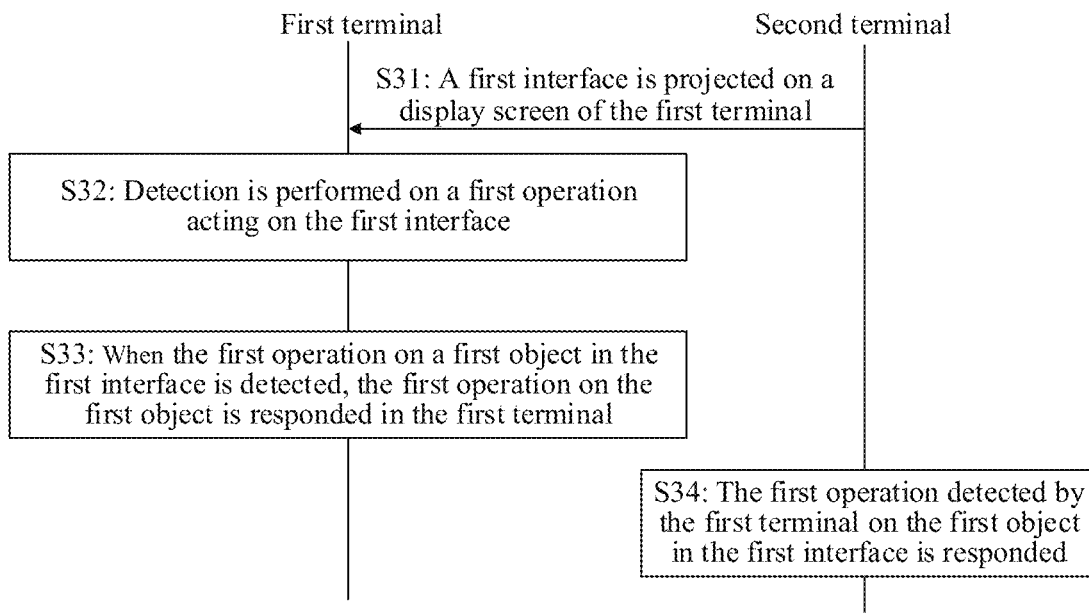 First terminal
Second terminal
S31: A first interface is projected on a
display screen of the first terminal
S32: Detection is performed on a first operation
acting on the first interface
S33: When the first operation on a first object in the
first interface is detected, the first operation on the
first object is responded in the first terminal
S34: The first operation detected by
the first terminal on the first object
in the first interface is responded